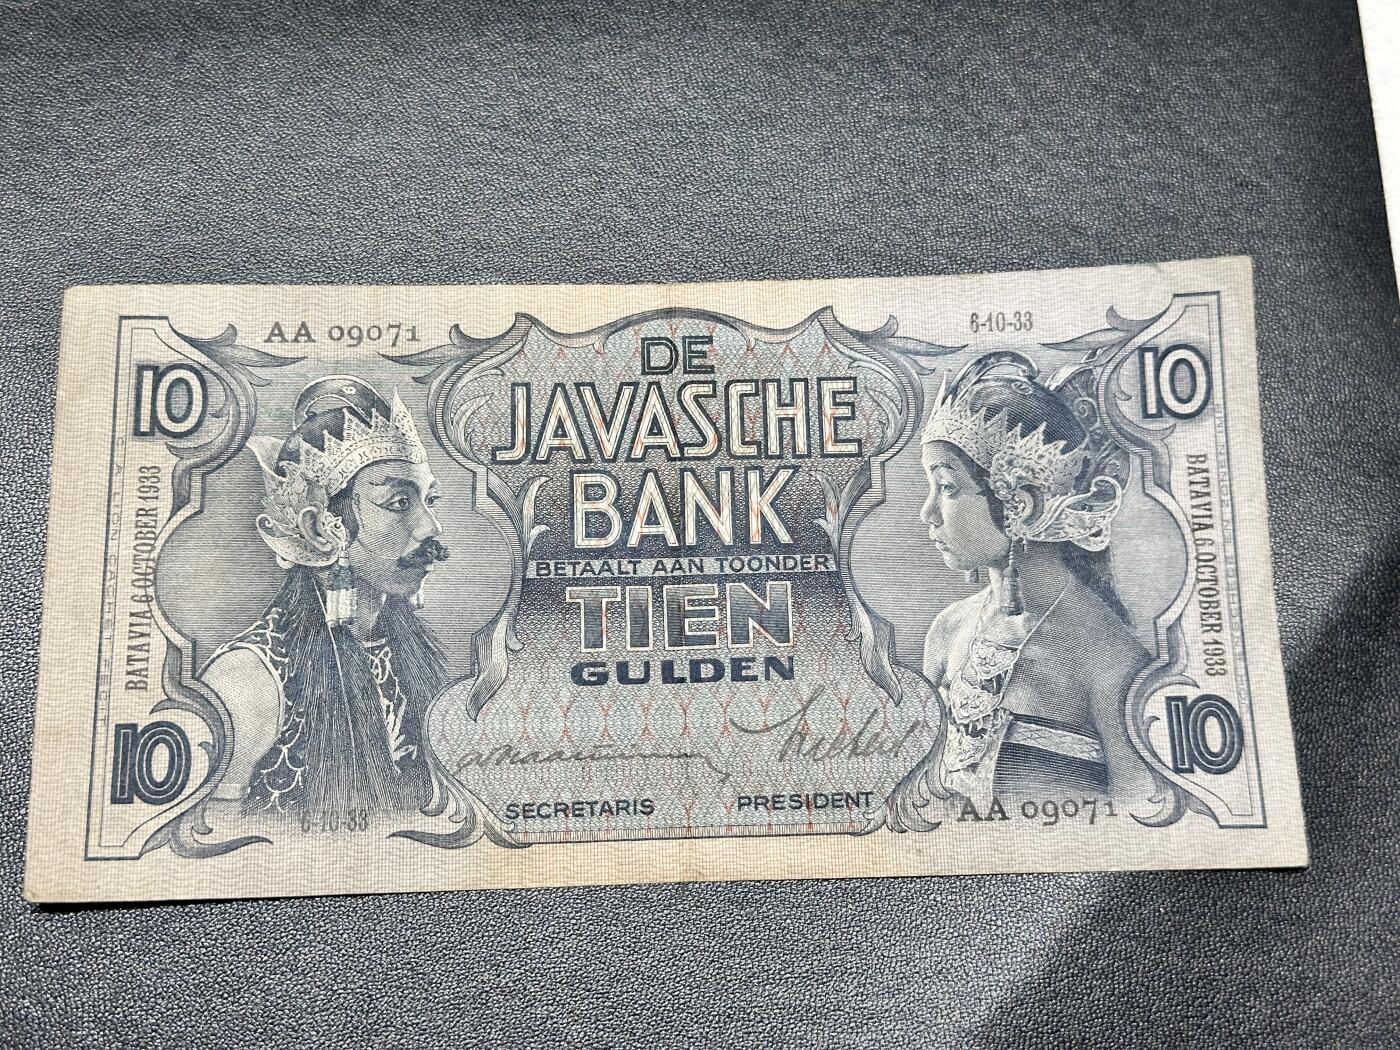 AA 09071
6-10-33
10
10
DE
JAVASCHE
BANK
BETAALT AAN TOONDER
TIEN
GULDEN
BATAVIA 6 OCTOBER 1933
BATAVIA 6 OCTOBER 1933
10
10
SECRETARIS
PRESIDENT
6-10-33
AA 09071